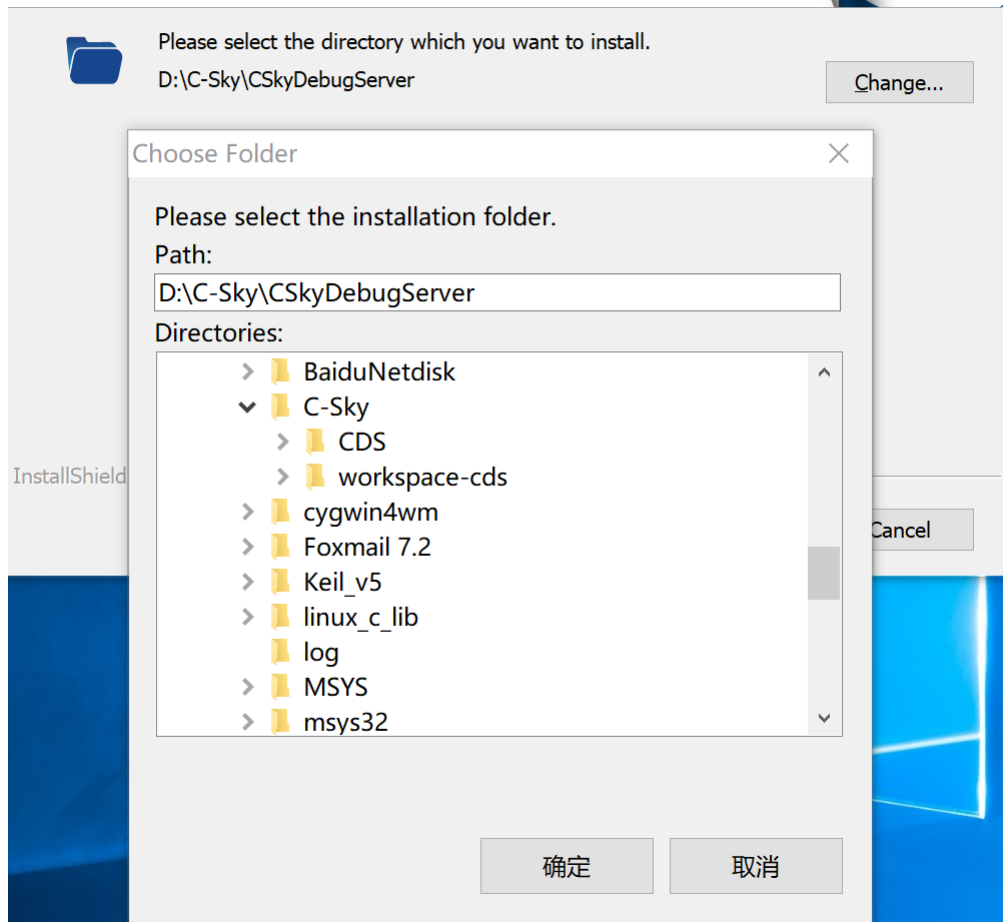 Please select the directory which you want to install.
D:\C-Sky\CSkyDebugServer
Change...
Choose Folder
Please select the installation folder.
Path:
D:\C-Sky\CSkyDebugServer
Directories:
BaiduNetdisk
C-Sky
CDS
workspace-cds
InstallShield
cygwin4wm
Foxmail 7.2
Cancel
Keil_v5
linux_c_lib
log
MSYS
msys32
确定
取消